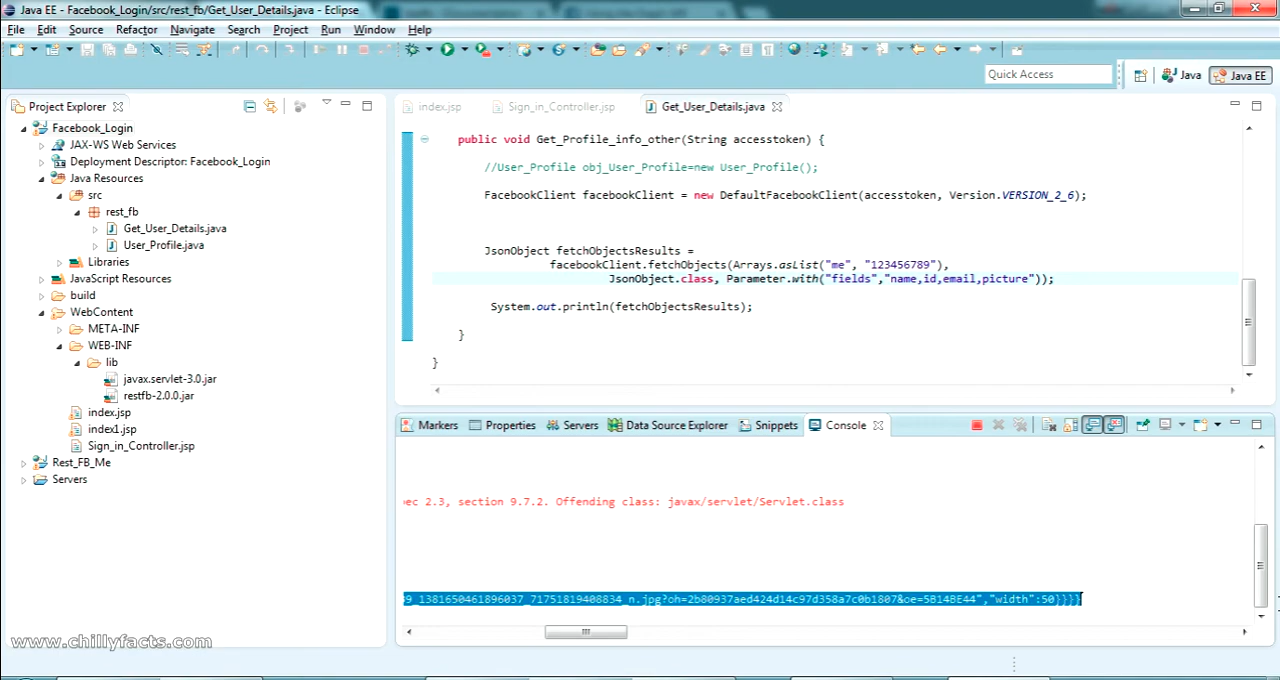 Java EE - Facebook_Login/src/rest_fb/Get_User_Details.java - Eclipse
File Edit Source Refactor Navigate Search Project Run Window Help
Quick Access Java Java EE
Project Explorer
Facebook_Login
JAX-WS Web Services
Deployment Descriptor: Facebook_Login
Java Resources
src
rest_fb
Get_User_Details.java
User_Profile.java
Libraries
JavaScript Resources
build
WebContent
META-INF
WEB-INF
lib
javax.servlet-3.0.jar
restfb-2.0.0.jar
index.jsp
index1.jsp
Sign_in_Controller.jsp
Rest_FB_Me
Servers
www.chillyfacts.com
index.jsp Sign_in_Controller.jsp Get_User_Details.java
public void Get_Profile_info_other(String accesstoken) {
//User_Profile obj_User_Profile=new User_Profile();
FacebookClient facebookClient = new DefaultFacebookClient(accesstoken, Version.VERSION_2_6);
JsonObject fetchObjectsResults =
facebookClient.fetchObjects(Arrays.asList("me", "123456789"),
JsonObject.class, Parameter.with("fields","name,id,email,picture"));
System.out.println(fetchObjectsResults);
}
}
Markers Properties Servers Data Source Explorer Snippets Console
ec 2.3, section 9.7.2. Offending class: javax/servlet/Servlet.class
9_1381650461896037_71751819408834_n.jpg?oh=2b80937aed424d14c97d358a7c0b1807&oe=5B14BE44","width":50}}}}